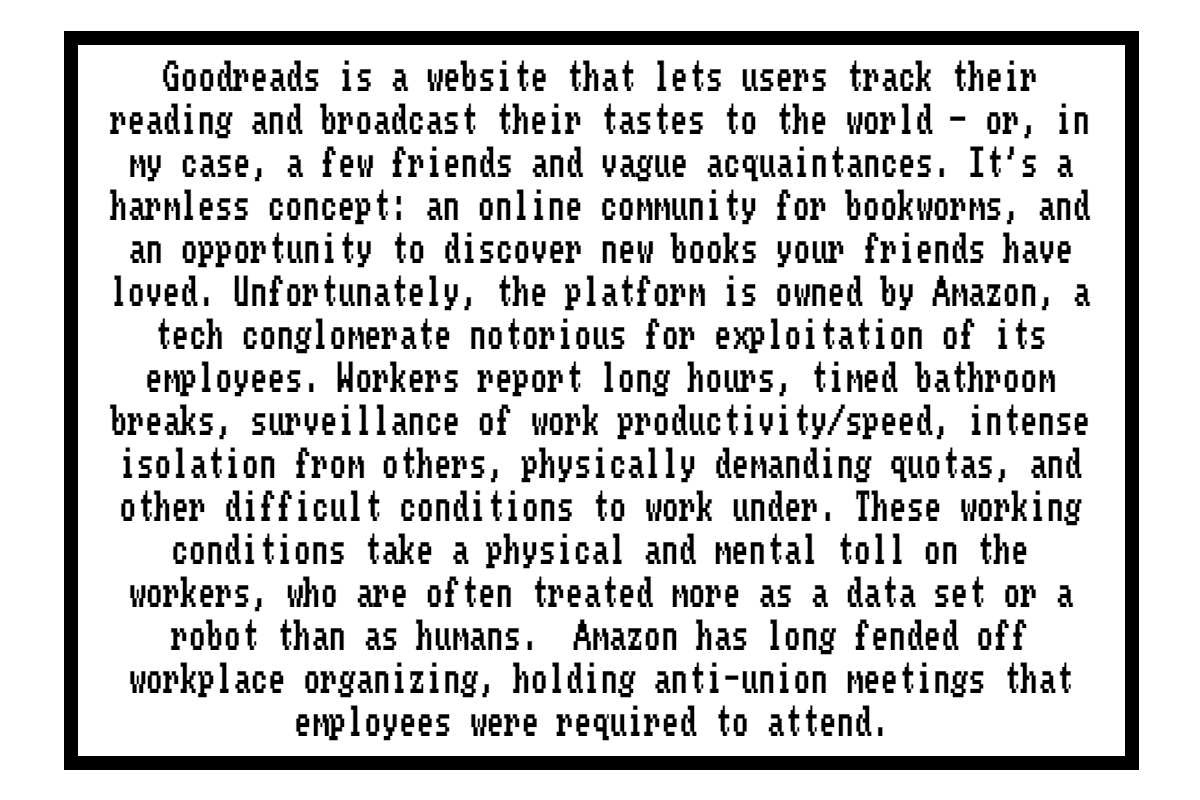 Goodreads is a website that lets users track their
reading and broadcast their tastes to the world – or, in
my case, a few friends and vague acquaintances. It's a
harmless concept: an online community for bookworms, and
an opportunity to discover new books your friends have
loved. Unfortunately, the platform is owned by Amazon, a
tech conglomerate notorious for exploitation of its
employees. Workers report long hours, timed bathroom
breaks, surveillance of work productivity/speed, intense
isolation from others, physically demanding quotas, and
other difficult conditions to work under. These working
conditions take a physical and mental toll on the
workers, who are often treated more as a data set or a
robot than as humans.  Amazon has long fended off
workplace organizing, holding anti-union meetings that
employees were required to attend.